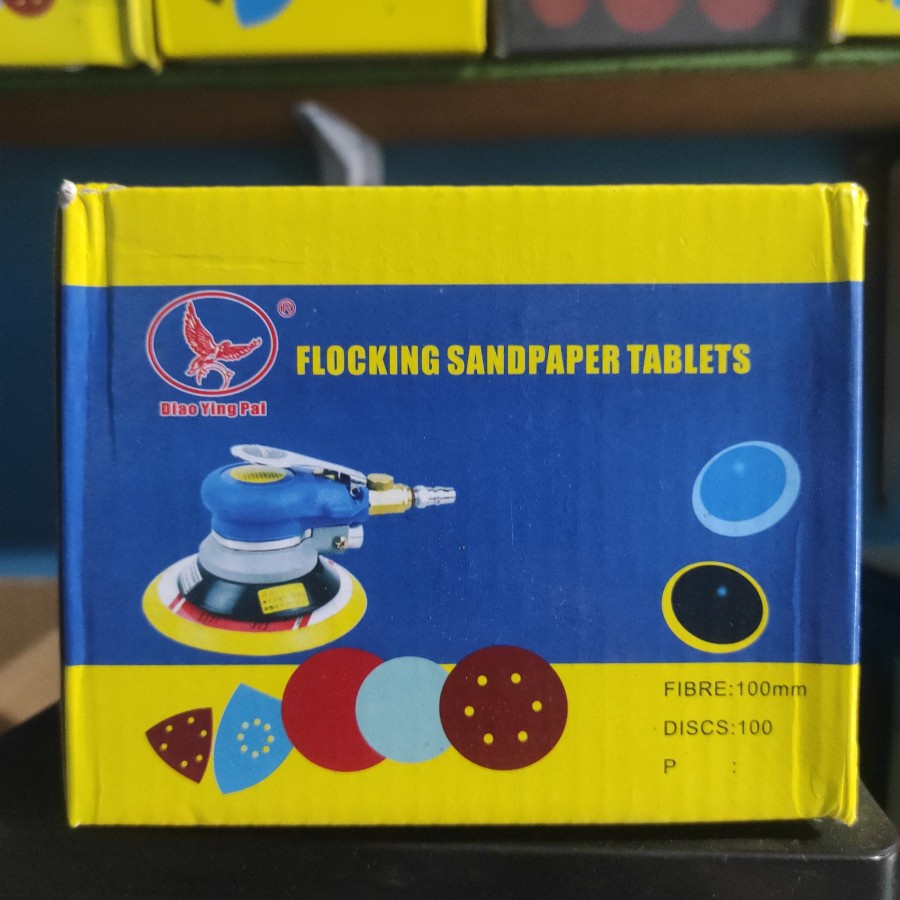 ®
Diao Ying Pai
FLOCKING SANDPAPER TABLETS
FIBRE:100mm
DISCS:100
P :